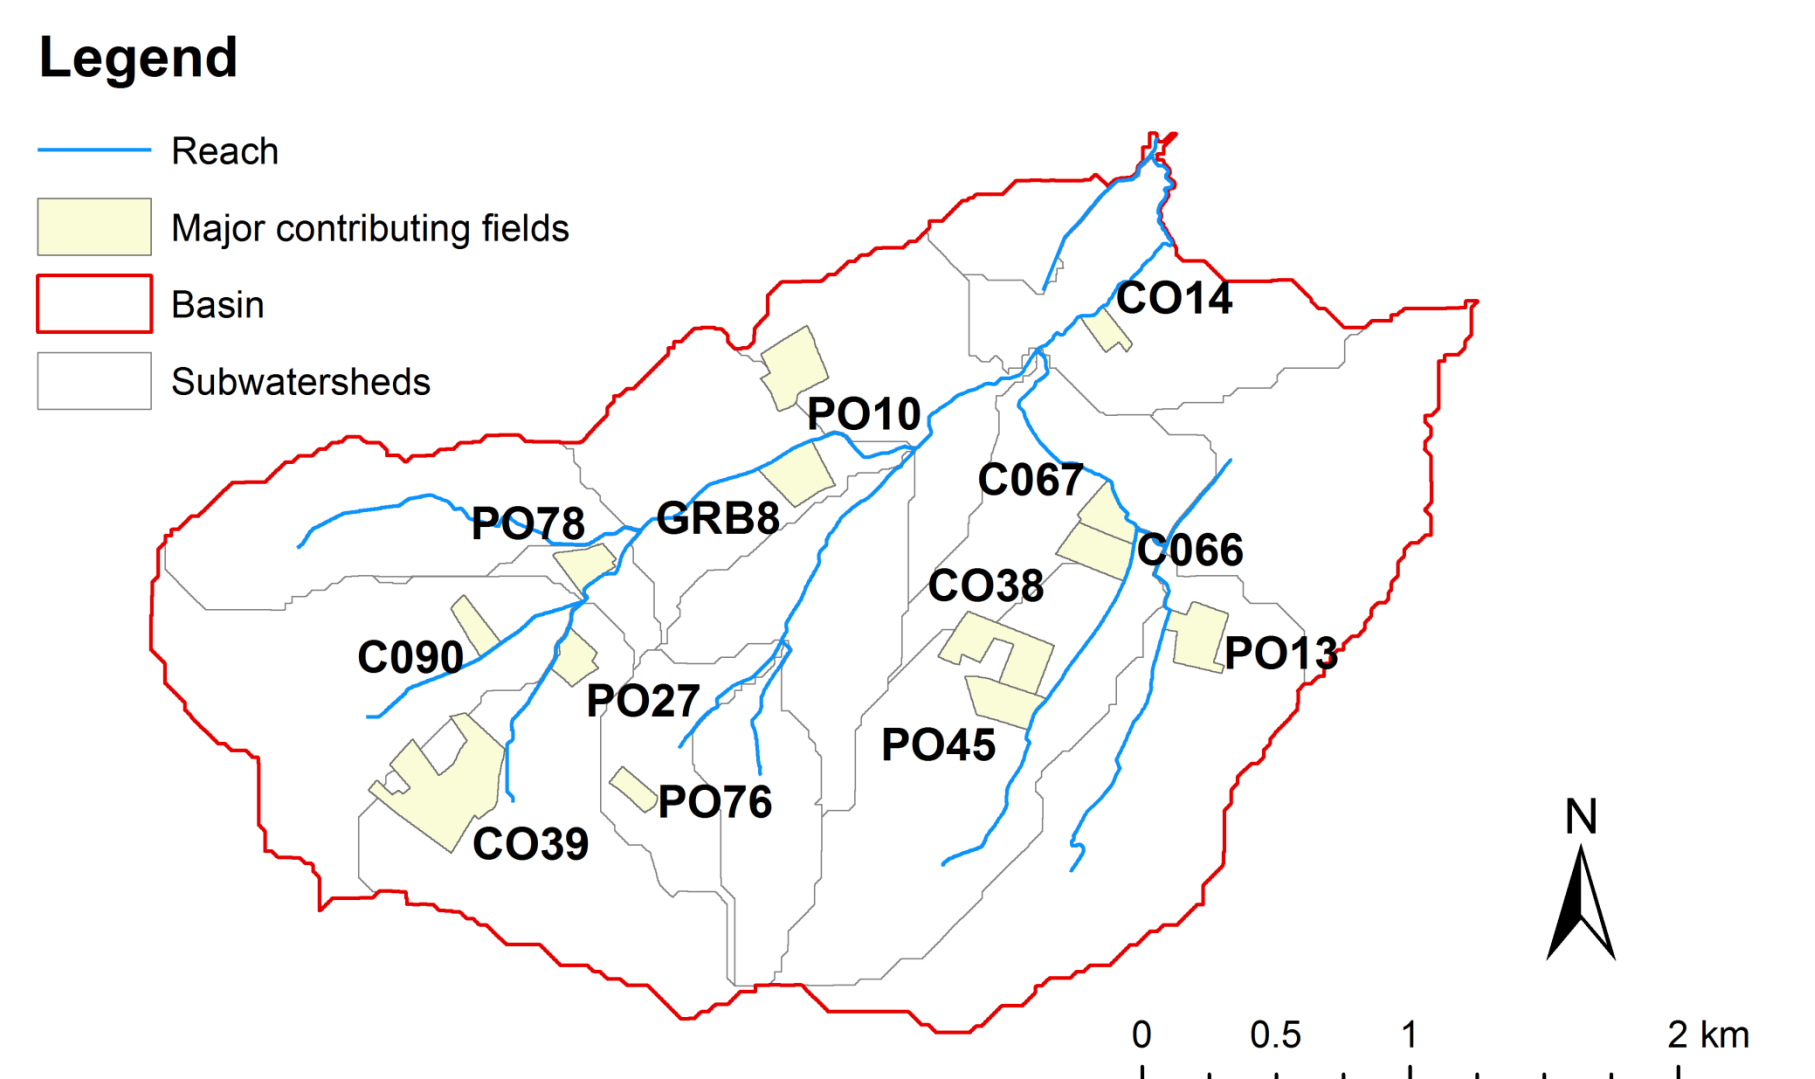 Legend
Reach
Major contributing fields
Basin
Subwatersheds
CO14
PO10
C067
PO78
GRB8
C066
CO38
C090
PO13
PO27
PO45
PO76
CO39
N
0 0.5 1 2 km